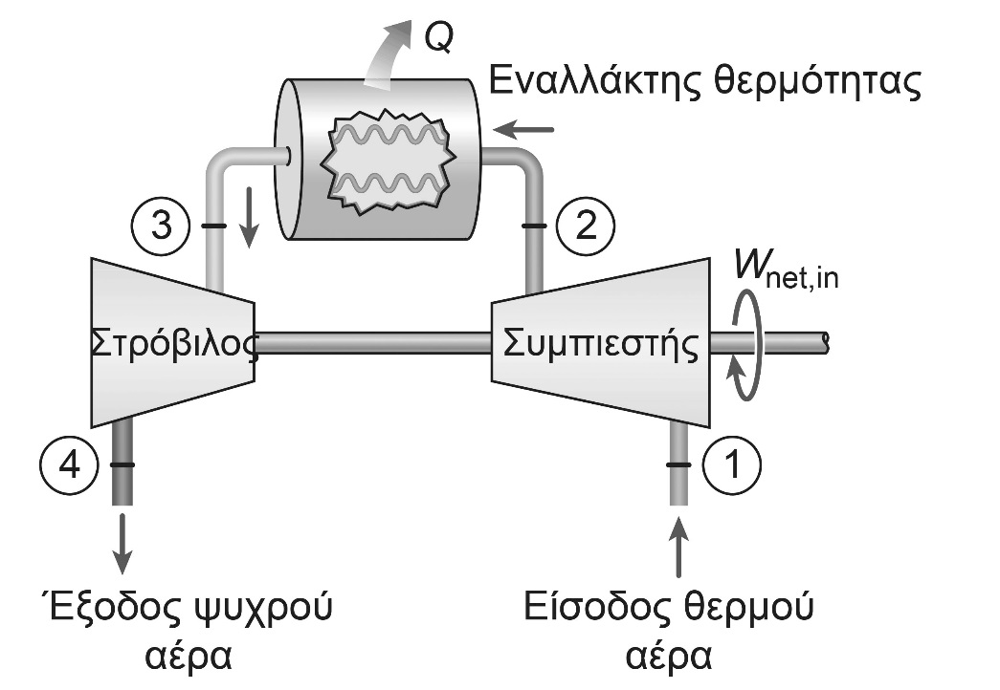 Q
Εναλλάκτης θερμότητας
3
2
W net,in
Στρόβιλος
Συμπιεστής
4
1
Έξοδος ψυχρού
αέρα
Είσοδος θερμού
αέρα